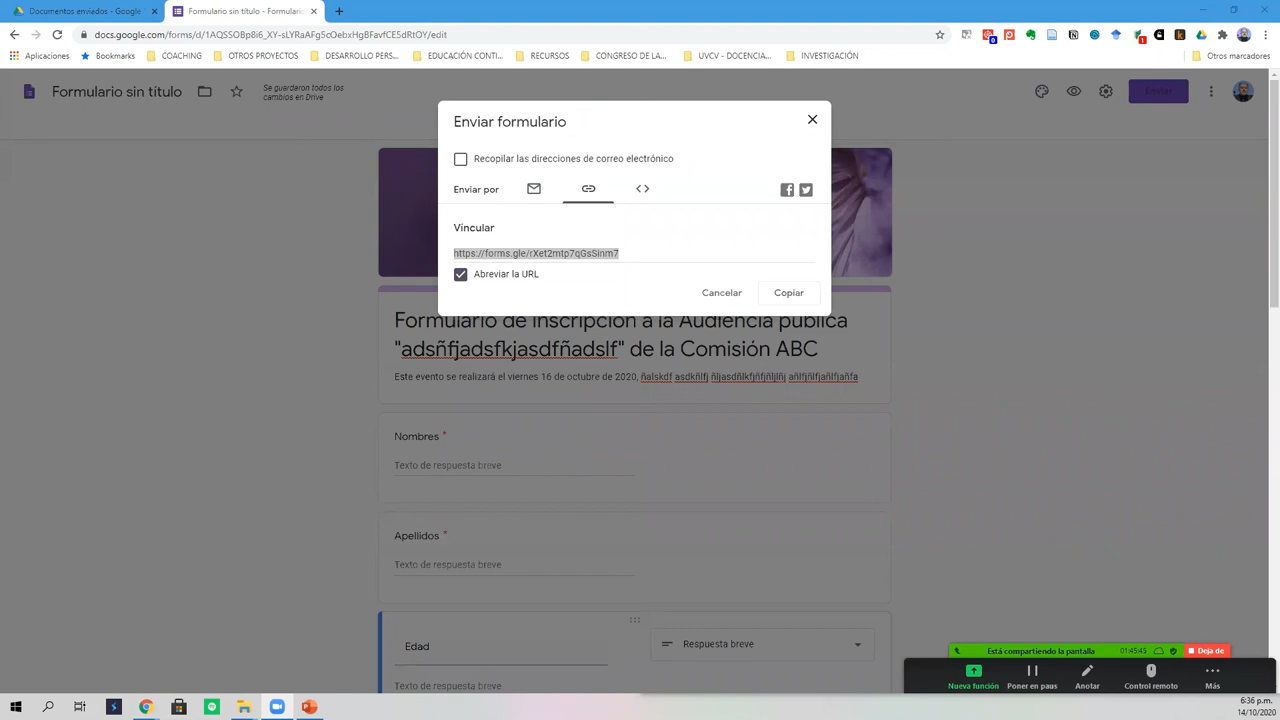 Documentos enviados - Google
Formulario sin título - Formulario
docs.google.com/forms/d/1AQSSOBp8i6_XY-sLYRaAFg5cOebxHgBFavfCE5dRtOY/edit
Aplicaciones
Bookmarks
COACHING
OTROS PROYECTOS
DESARROLLO PERS...
EDUCACIÓN CONTI...
RECURSOS
CONGRESO DE LA...
UVCV - DOCENCIA...
INVESTIGACIÓN
Otros marcadores
Formulario sin título
Se guardaron todos los
cambios en Drive
Enviar
Enviar formulario
Recopilar las direcciones de correo electrónico
Enviar por
Vincular
https://forms.gle/rXet2mtp7qGsSinm7
Abreviar la URL
Cancelar
Copiar
Formulario de inscripción a la Audiencia pública
"adsñfjadsfkjasdfñadslf" de la Comisión ABC
Este evento se realizará el viernes 16 de octubre de 2020, ñalskdf asdkñlfj ñljasdñlkfjñfjñljlñj añlfjñlfjañlfjañfa
Nombres *
Texto de respuesta breve
Apellidos *
Texto de respuesta breve
Edad
Respuesta breve
Texto de respuesta breve
Está compartiendo la pantalla
01:45:45
Deja de
Nueva función
Poner en paus
Anotar
Control remoto
Más
6:36 p.m.
14/10/2020